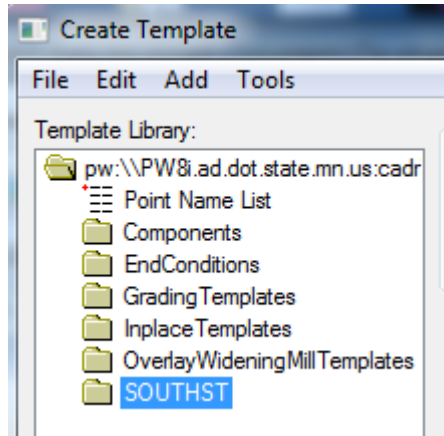 Create Template
File Edit Add Tools
Template Library:
pw:\\PW8i.ad.dot.state.mn.us:cadr
Point Name List
Components
EndConditions
GradingTemplates
InplaceTemplates
OverlayWideningMillTemplates
SOUTHST